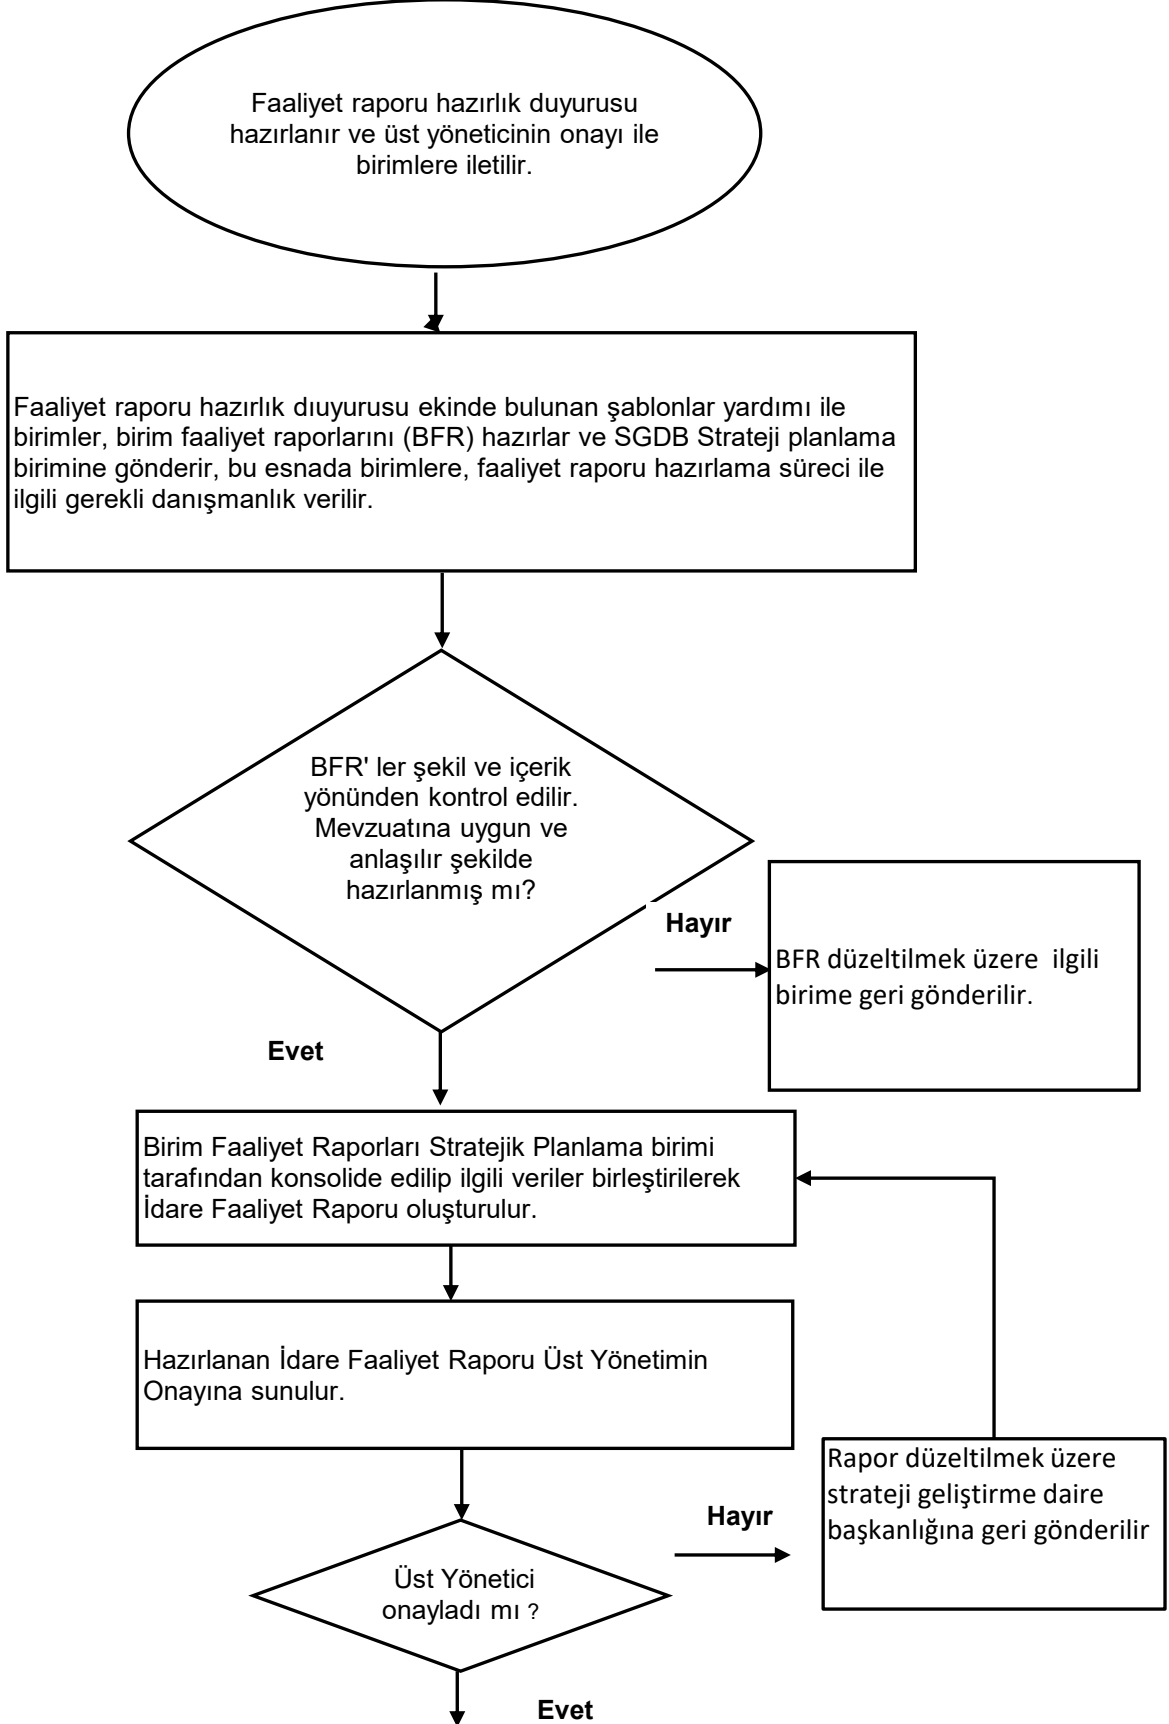 Faaliyet raporu hazırlık duyurusu
hazırlanır ve üst yöneticinin onayı ile
birimlere iletilir.
Faaliyet raporu hazırlık dıuyurusu ekinde bulunan şablonlar yardımı ile
birimler, birim faaliyet raporlarını (BFR) hazırlar ve SGDB Strateji planlama
birimine gönderir, bu esnada birimlere, faaliyet raporu hazırlama süreci ile
ilgili gerekli danışmanlık verilir.
BFR' ler şekil ve içerik
yönünden kontrol edilir.
Mevzuatına uygun ve
anlaşılır şekilde
hazırlanmış mı?
Hayır
BFR düzeltilmek üzere  ilgili
birime geri gönderilir.
Evet
Birim Faaliyet Raporları Stratejik Planlama birimi
tarafından konsolide edilip ilgili veriler birleştirilerek
İdare Faaliyet Raporu oluşturulur.
Hazırlanan İdare Faaliyet Raporu Üst Yönetimin
Onayına sunulur.
Rapor düzeltilmek üzere
strateji geliştirme daire
başkanlığına geri gönderilir
Hayır
Üst Yönetici
onayladı mı ?
Evet